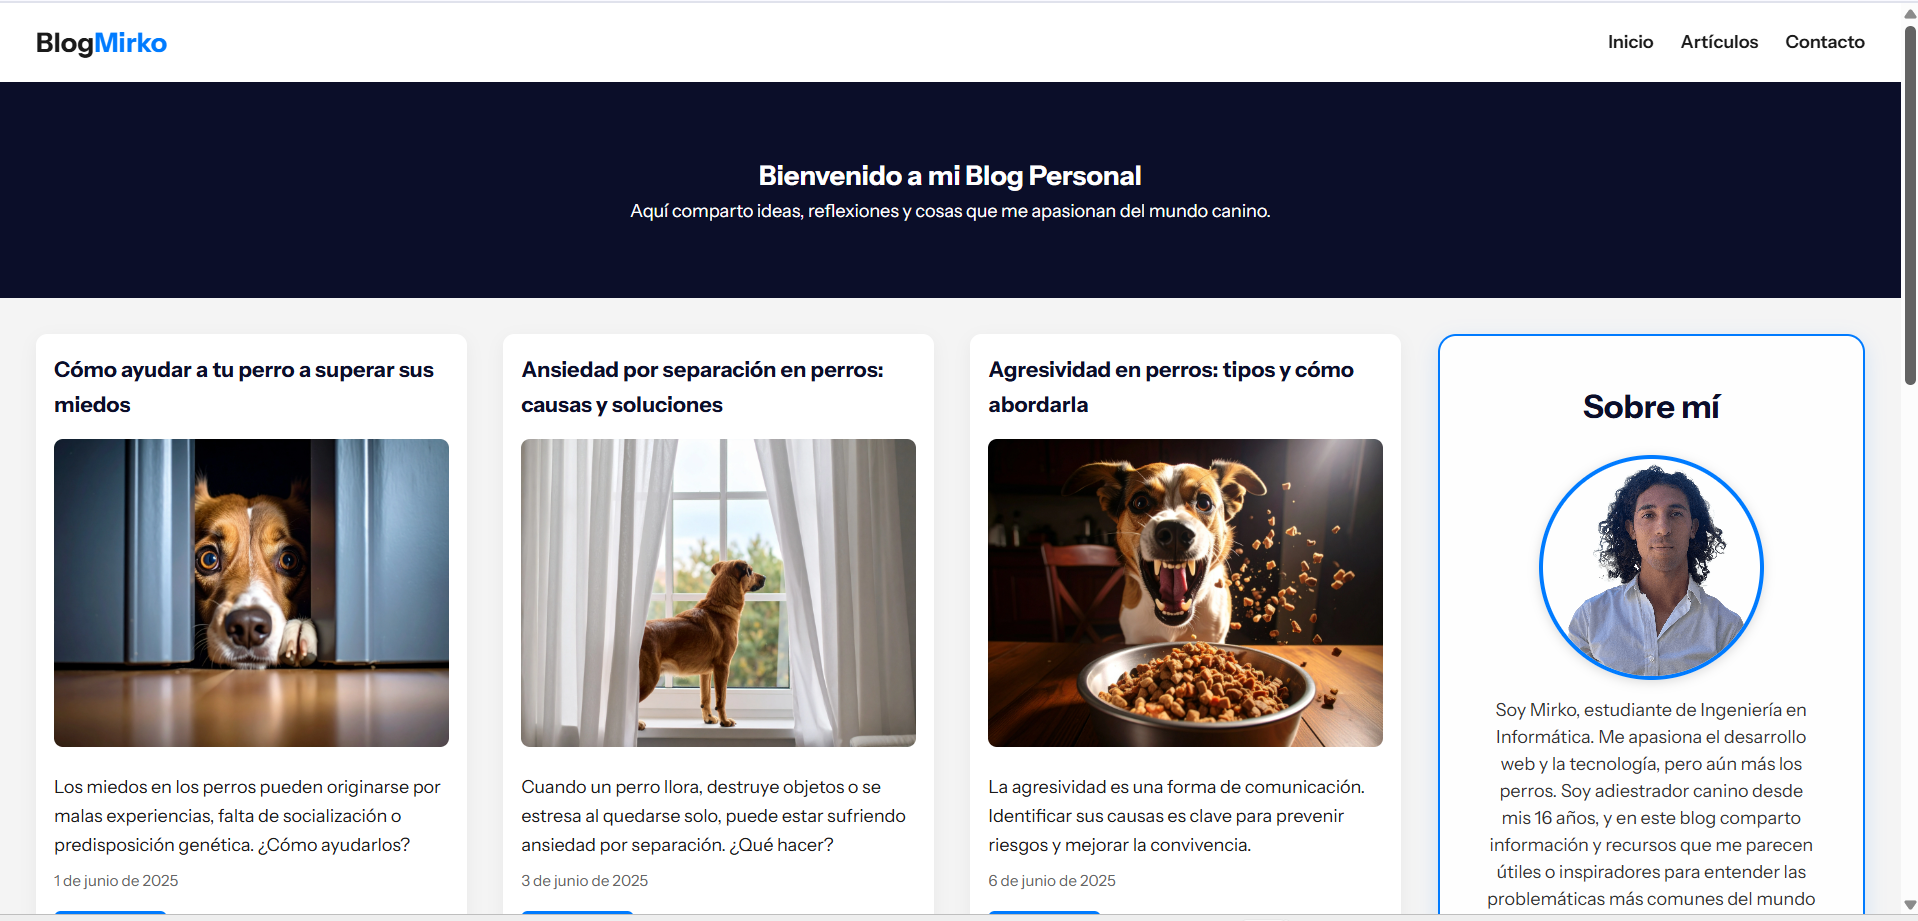 BlogMirko
Inicio
Artículos
Contacto
Bienvenido a mi Blog Personal
Aquí comparto ideas, reflexiones y cosas que me apasionan del mundo canino.
Cómo ayudar a tu perro a superar sus
miedos
Los miedos en los perros pueden originarse por
malas experiencias, falta de socialización o
predisposición genética. ¿Cómo ayudarlos?
1 de junio de 2025
Ansiedad por separación en perros:
causas y soluciones
Cuando un perro llora, destruye objetos o se
estresa al quedarse solo, puede estar sufriendo
ansiedad por separación. ¿Qué hacer?
3 de junio de 2025
Agresividad en perros: tipos y cómo
abordarla
La agresividad es una forma de comunicación.
Identificar sus causas es clave para prevenir
riesgos y mejorar la convivencia.
6 de junio de 2025
Sobre mí
Soy Mirko, estudiante de Ingeniería en
Informática. Me apasiona el desarrollo
web y la tecnología, pero aún más los
perros. Soy adiestrador canino desde
mis 16 años, y en este blog comparto
información y recursos que me parecen
útiles o inspiradores para entender las
problemáticas más comunes del mundo